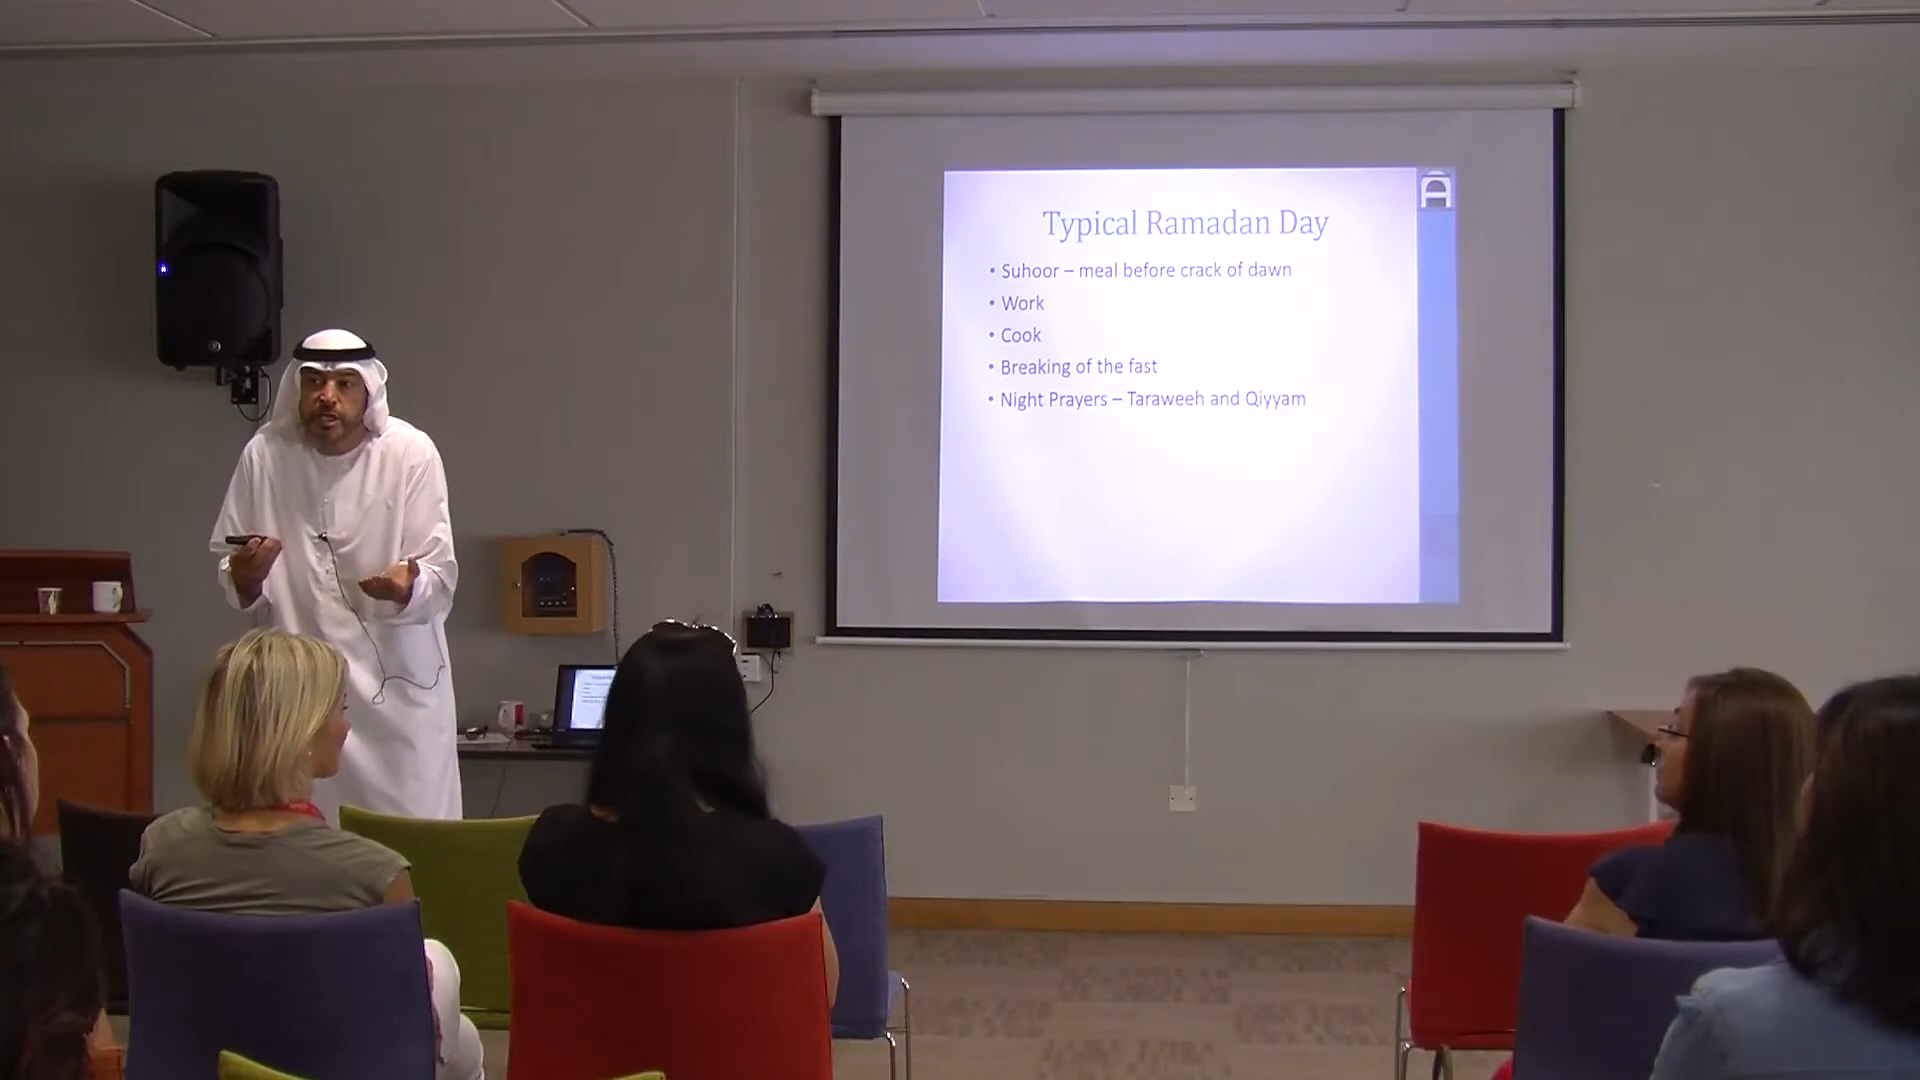 Typical Ramadan Day
• Suhoor – meal before crack of dawn
• Work
• Cook
• Breaking of the fast
• Night Prayers – Taraweeh and Qiyyam